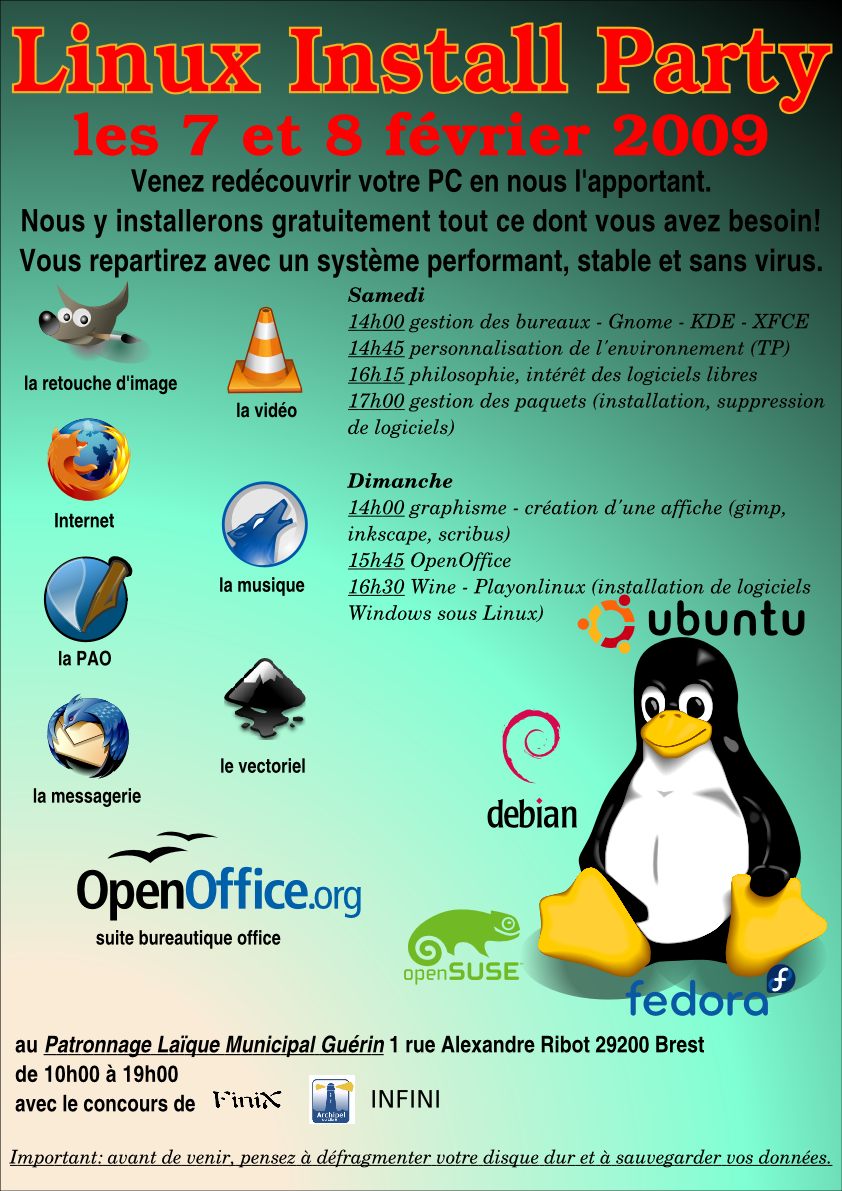 Linux Install Party
les 7 et 8 février 2009
Venez redécouvrir votre PC en nous l'apportant.
Nous y installerons gratuitement tout ce dont vous avez besoin!
Vous repartirez avec un système performant, stable et sans virus.
la retouche d'image
la vidéo
Internet
la musique
la PAO
le vectoriel
la messagerie
OpenOffice.org
suite bureautique office
Samedi
14h00 gestion des bureaux - Gnome - KDE - XFCE
14h45 personnalisation de l'environnement (TP)
16h15 philosophie, intérêt des logiciels libres
17h00 gestion des paquets (installation, suppression
de logiciels)
Dimanche
14h00 graphisme - création d'une affiche (gimp,
inkscape, scribus)
15h45 OpenOffice
16h30 Wine - Playonlinux (installation de logiciels
Windows sous Linux)
ubuntu
debian
openSUSE
fedora
au Patronnage Laïque Municipal Guérin 1 rue Alexandre Ribot 29200 Brest
de 10h00 à 19h00
avec le concours de FiniX Archipel INFINI
Important: avant de venir, pensez à défragmenter votre disque dur et à sauvegarder vos données.